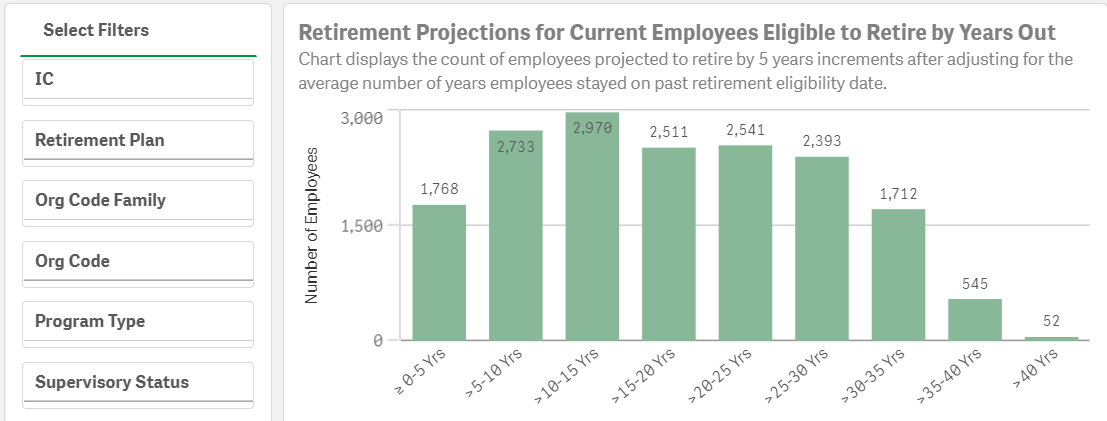 Select Filters
IC
Retirement Plan
Org Code Family
Org Code
Program Type
Supervisory Status
Retirement Projections for Current Employees Eligible to Retire by Years Out
Chart displays the count of employees projected to retire by 5 years increments after adjusting for the
average number of years employees stayed on past retirement eligibility date.
Number of Employees
3,000
1,500
0
1,768
2,733
2,970
2,511
2,541
2,393
1,712
545
52
≥ 0-5 Yrs
>5-10 Yrs
>10-15 Yrs
>15-20 Yrs
>20-25 Yrs
>25-30 Yrs
>30-35 Yrs
>35-40 Yrs
>40 Yrs